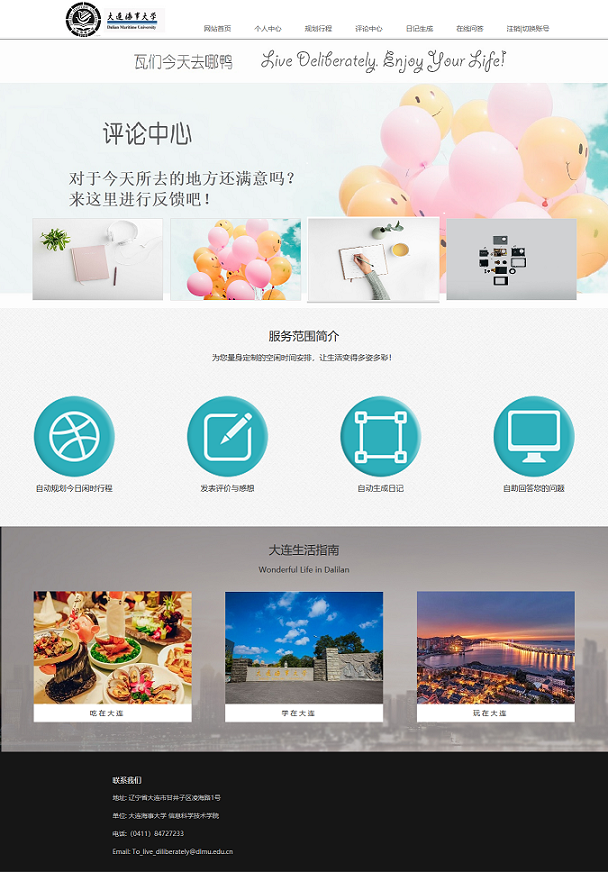 大连海事大学
Dalian Maritime University
网站首页 个人中心 规划行程 评论中心 日记生成 在线问答 注销|切换账号
瓦们今天去哪鸭 Live Deliberately. Enjoy Your Life!
评论中心
对于今天所去的地方还满意吗?
来这里进行反馈吧!
服务范围简介
为您量身定制的空闲时间安排，让生活变得多姿多彩！
自动规划今日闲时行程 发表评价与感想 自动生成日记 自助回答您的问题
大连生活指南
Wonderful Life in Dalilan
吃在大连 学在大连 玩在大连
联系我们
地址: 辽宁省大连市甘井子区凌海路1号
单位: 大连海事大学 信息科学技术学院
电话:（0411）84727233
Email: To_live_diliberately@dlmu.edu.cn